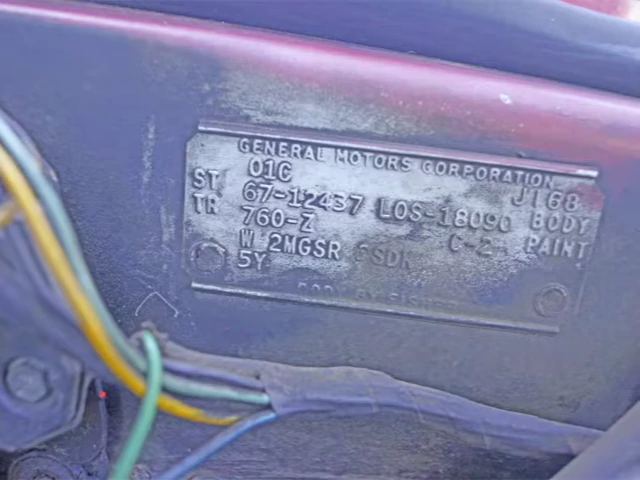 GENERAL MOTORS CORPORATION
01C J168
ST 67-12437 LOS-18090 BODY
TR 760-Z C-2 PAINT
W 2MGSR
5Y